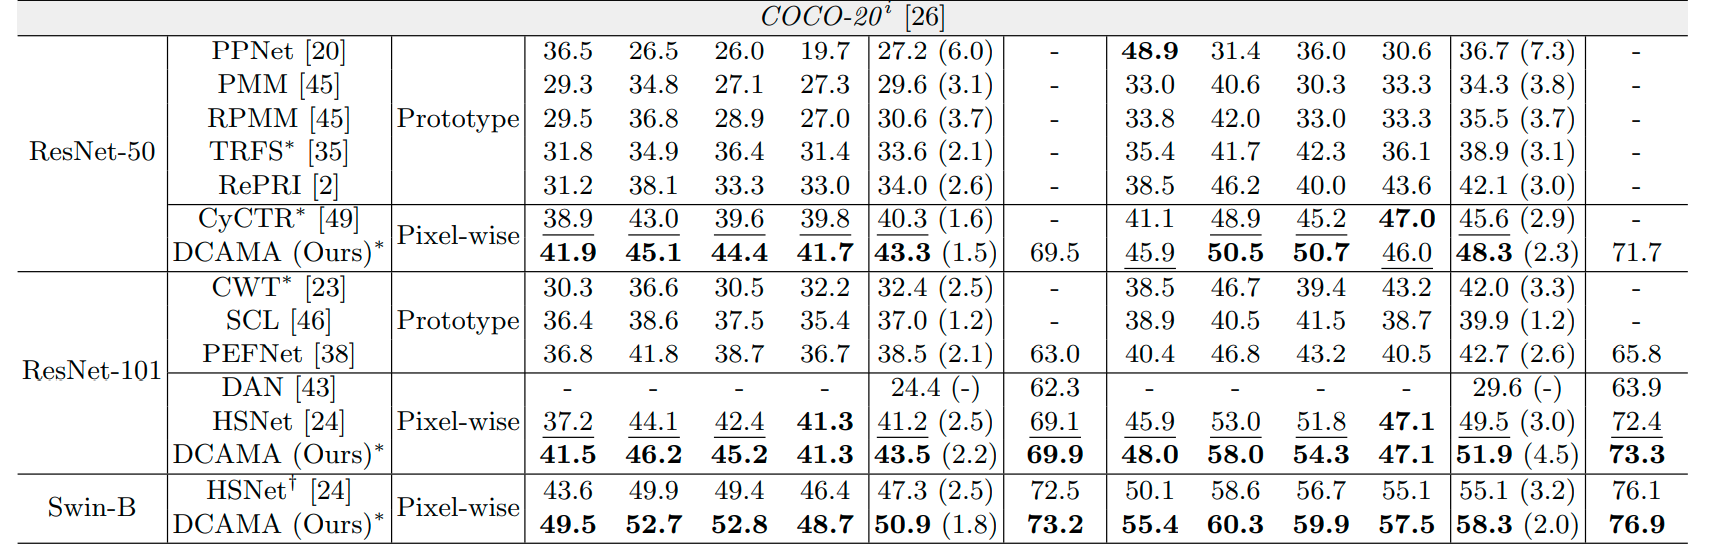 COCO-20i [26]
PPNet [20] 36.5 26.5 26.0 19.7 27.2 (6.0) - 48.9 31.4 36.0 30.6 36.7 (7.3) -
PMM [45] 29.3 34.8 27.1 27.3 29.6 (3.1) - 33.0 40.6 30.3 33.3 34.3 (3.8) -
RPMM [45] Prototype 29.5 36.8 28.9 27.0 30.6 (3.7) - 33.8 42.0 33.0 33.3 35.5 (3.7) -
ResNet-50 TRFS* [35] 31.8 34.9 36.4 31.4 33.6 (2.1) - 35.4 41.7 42.3 36.1 38.9 (3.1) -
RePRI [2] 31.2 38.1 33.3 33.0 34.0 (2.6) - 38.5 46.2 40.0 43.6 42.1 (3.0) -
CyCTR* [49] Pixel-wise 38.9 43.0 39.6 39.8 40.3 (1.6) - 41.1 48.9 45.2 47.0 45.6 (2.9) -
DCAMA (Ours)* 41.9 45.1 44.4 41.7 43.3 (1.5) 69.5 45.9 50.5 50.7 46.0 48.3 (2.3) 71.7
CWT* [23] 30.3 36.6 30.5 32.2 32.4 (2.5) - 38.5 46.7 39.4 43.2 42.0 (3.3) -
SCL [46] Prototype 36.4 38.6 37.5 35.4 37.0 (1.2) - 38.9 40.5 41.5 38.7 39.9 (1.2) -
PEFNet [38] 36.8 41.8 38.7 36.7 38.5 (2.1) 63.0 40.4 46.8 43.2 40.5 42.7 (2.6) 65.8
ResNet-101 DAN [43] - - - - 24.4 (-) 62.3 - - - - 29.6 (-) 63.9
HSNet [24] Pixel-wise 37.2 44.1 42.4 41.3 41.2 (2.5) 69.1 45.9 53.0 51.8 47.1 49.5 (3.0) 72.4
DCAMA (Ours)* 41.5 46.2 45.2 41.3 43.5 (2.2) 69.9 48.0 58.0 54.3 47.1 51.9 (4.5) 73.3
Swin-B HSNet† [24] Pixel-wise 43.6 49.9 49.4 46.4 47.3 (2.5) 72.5 50.1 58.6 56.7 55.1 55.1 (3.2) 76.1
DCAMA (Ours)* 49.5 52.7 52.8 48.7 50.9 (1.8) 73.2 55.4 60.3 59.9 57.5 58.3 (2.0) 76.9